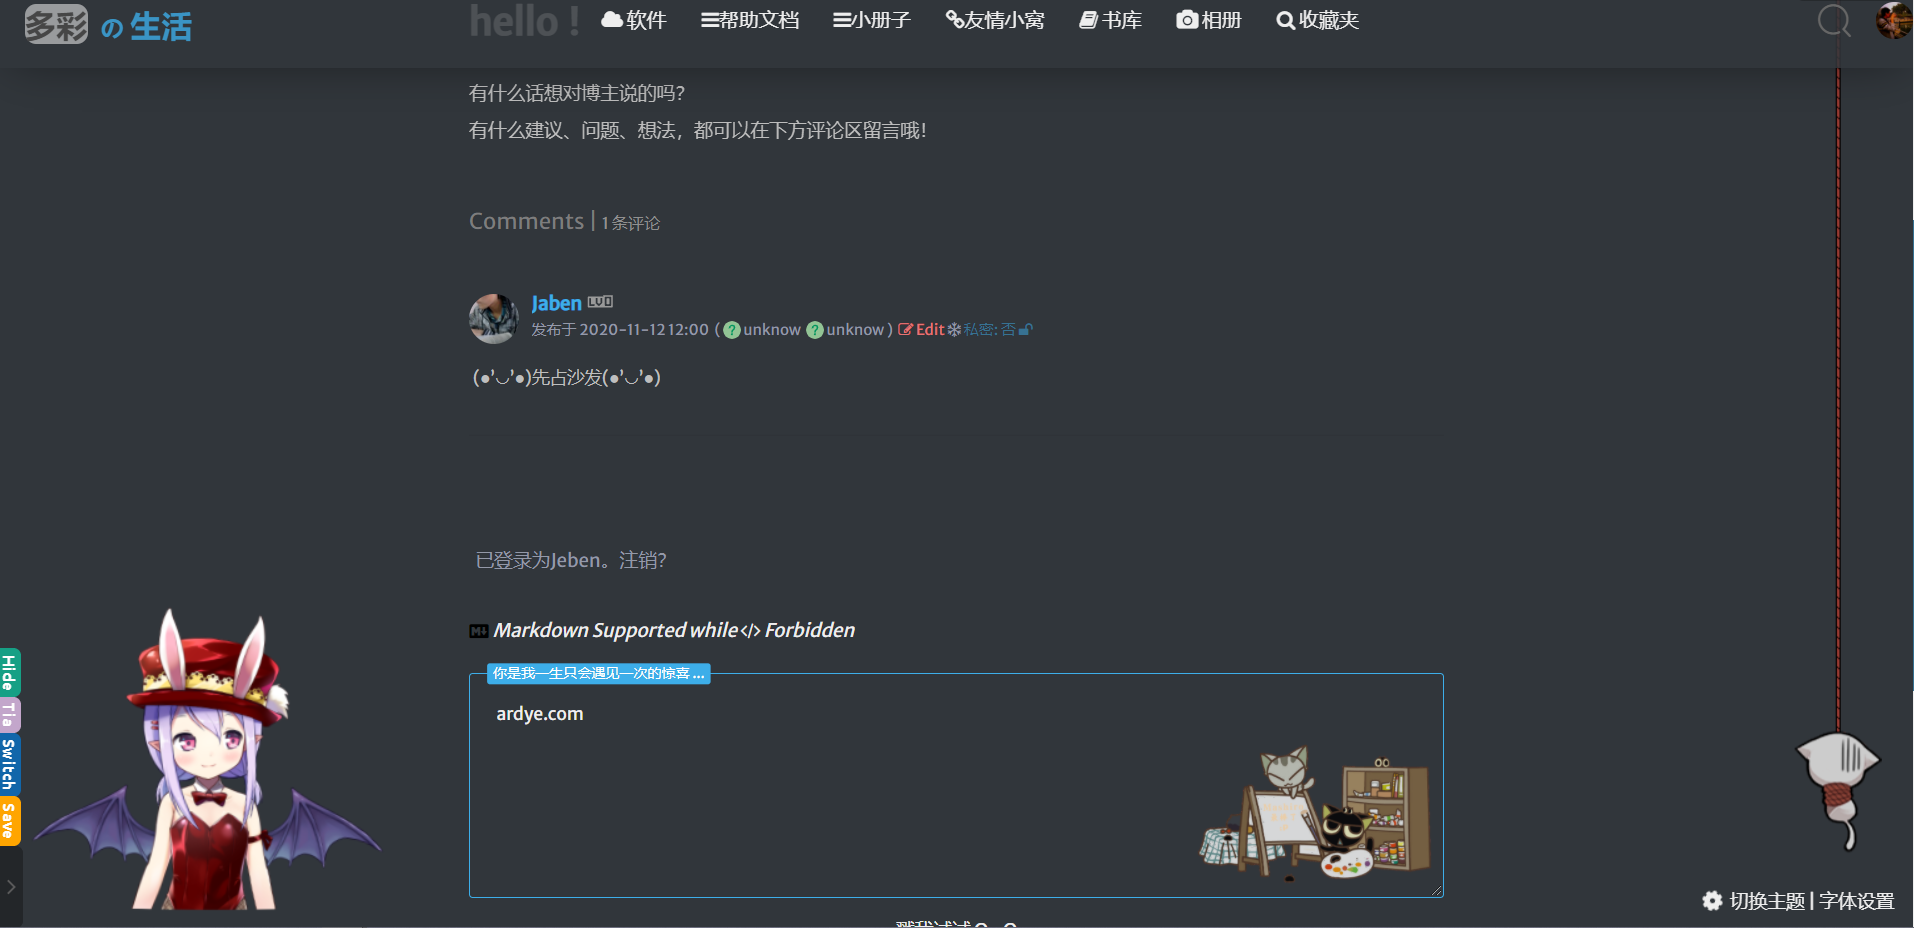 多彩 の 生活
hello ! 软件 帮助文档 小册子 友情小窝 书库 相册 收藏夹
有什么话想对博主说的吗?
有什么建议、问题、想法，都可以在下方评论区留言哦！
Comments | 1 条评论
Jaben LV0
发布于 2020-11-12 12:00 ( unknow unknow ) Edit 私密: 否
(●’◡’●)先占沙发(●’◡’●)
已登录为Jeben。注销?
Markdown Supported while </> Forbidden
你是我一生只会遇见一次的惊喜 ...
ardye.com
Hide
Tia
Switch
Save
切换主题 | 字体设置